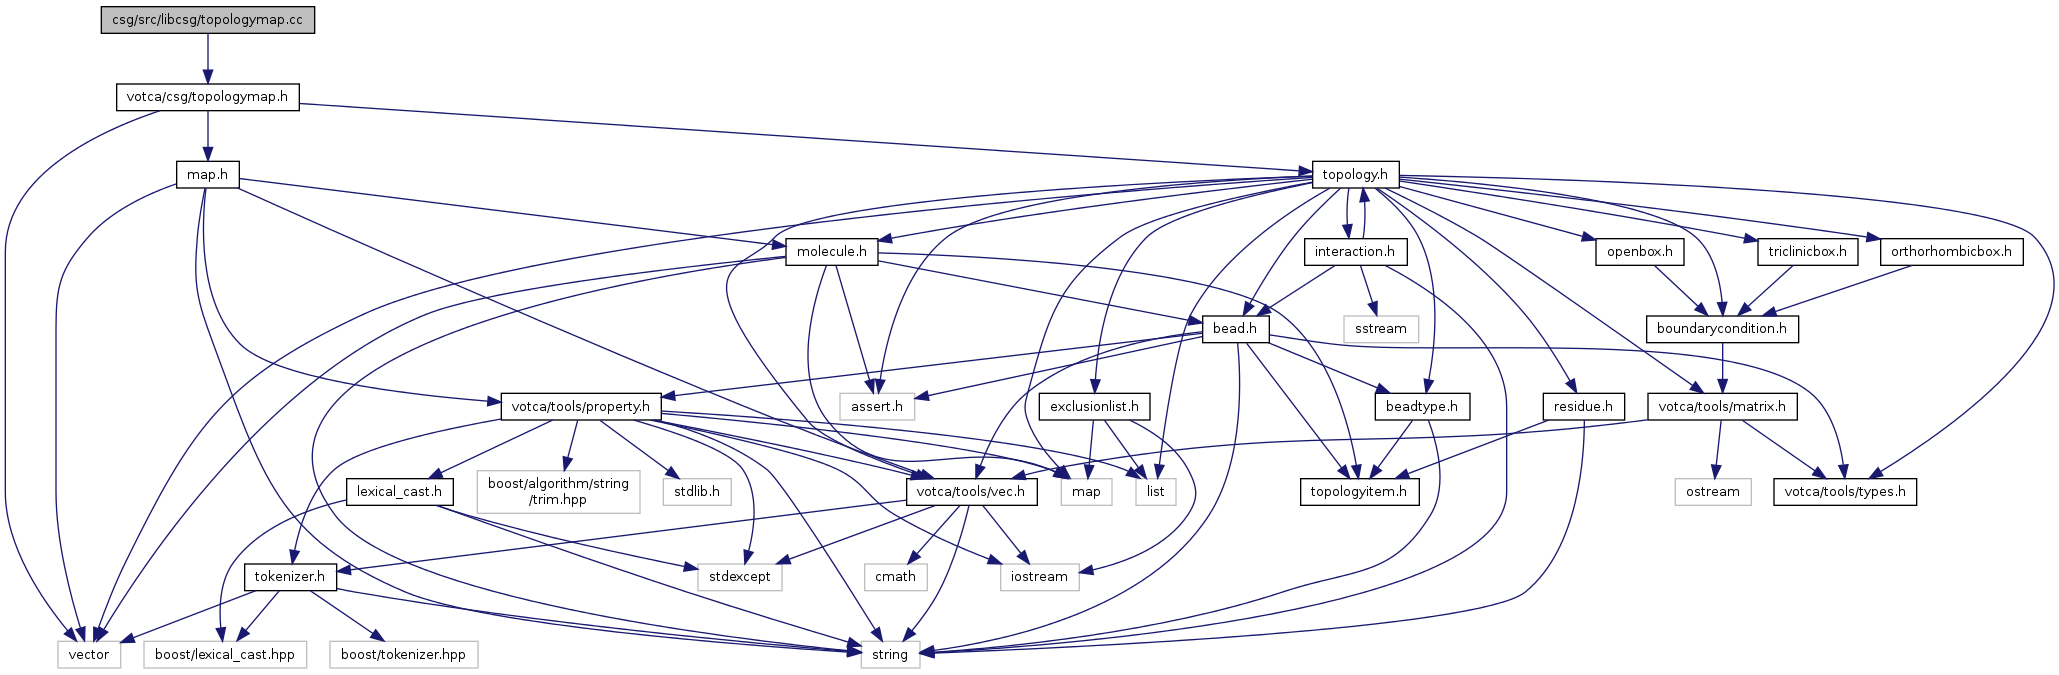 csg/src/libcsg/topologymap.cc
votca/csg/topologymap.h
map.h
topology.h
molecule.h
interaction.h
openbox.h
triclinicbox.h
orthorhombicbox.h
bead.h
sstream
boundarycondition.h
votca/tools/property.h
assert.h
exclusionlist.h
beadtype.h
residue.h
votca/tools/matrix.h
lexical_cast.h
boost/algorithm/string
/trim.hpp
stdlib.h
votca/tools/vec.h
map
list
topologyitem.h
ostream
votca/tools/types.h
tokenizer.h
stdexcept
cmath
iostream
vector
boost/lexical_cast.hpp
boost/tokenizer.hpp
string